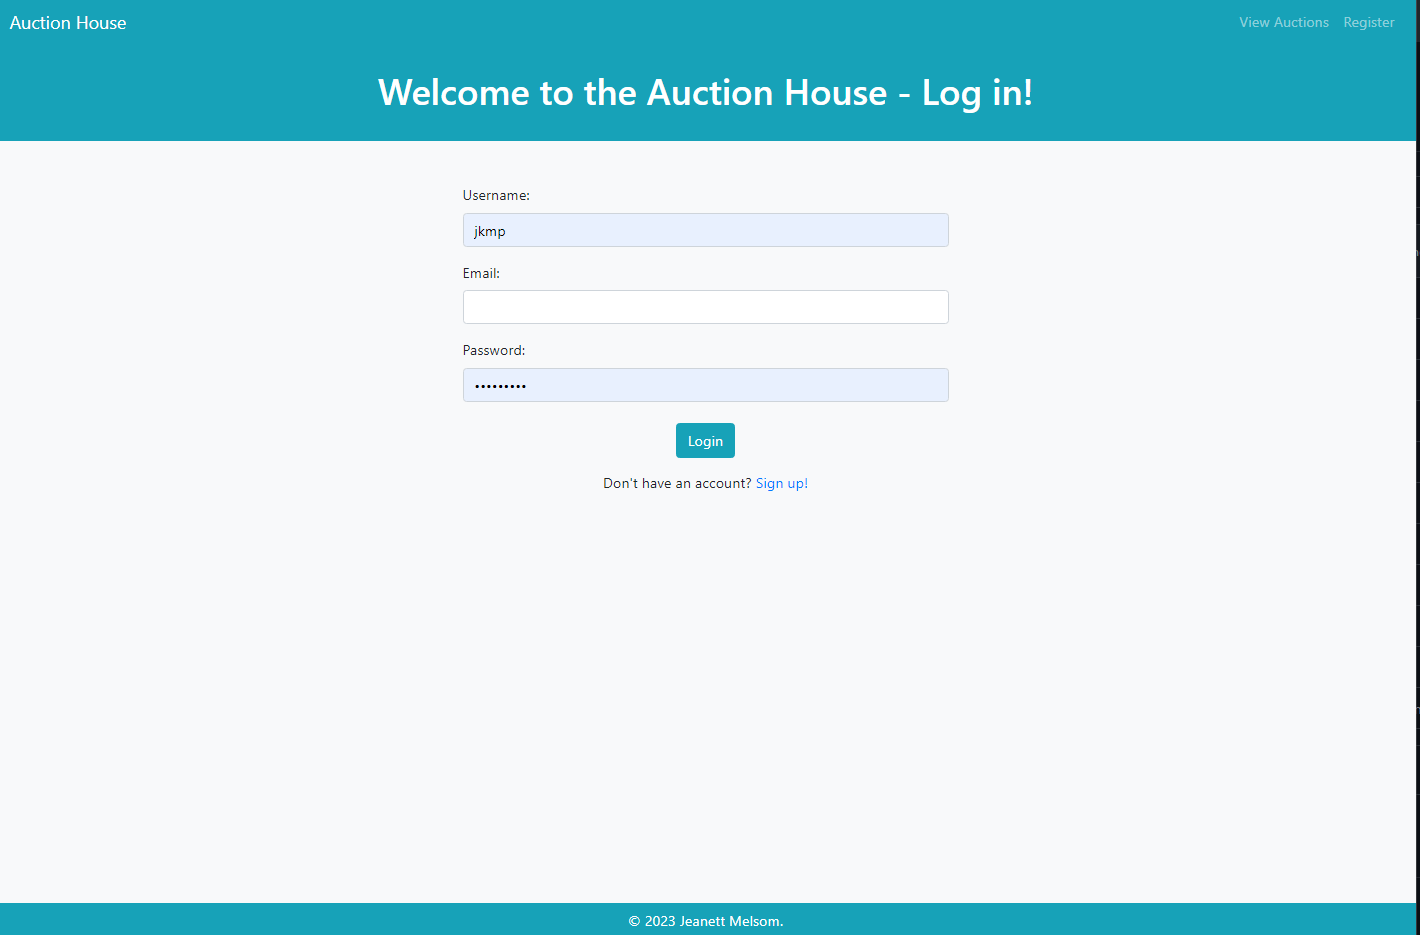 Auction House
View Auctions Register
Welcome to the Auction House - Log in!
Username:
jkmp
Email:
Password:
•••••••••
Login
Don't have an account? Sign up!
© 2023 Jeanett Melsom.